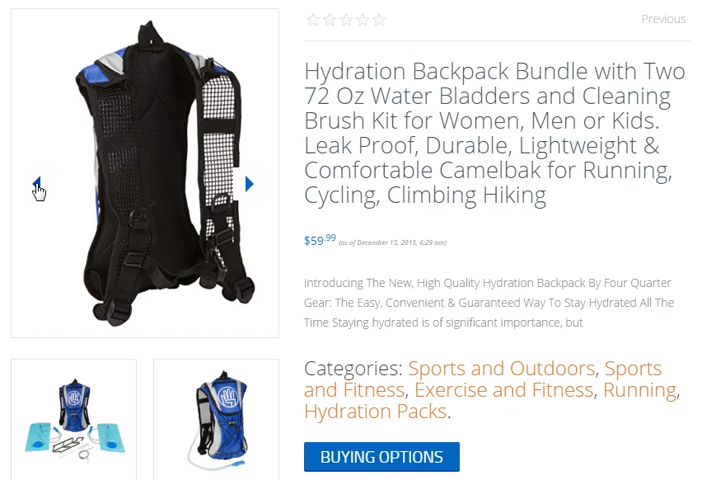 Previous
Hydration Backpack Bundle with Two
72 Oz Water Bladders and Cleaning
Brush Kit for Women, Men or Kids.
Leak Proof, Durable, Lightweight &
Comfortable Camelbak for Running,
Cycling, Climbing Hiking
$59.99 (as of December 15, 2015, 6:29 am)
Introducing The New, High Quality Hydration Backpack By Four Quarter
Gear: The Easy, Convenient & Guaranteed Way To Stay Hydrated All The
Time Staying hydrated is of significant importance, but
Categories: Sports and Outdoors, Sports
and Fitness, Exercise and Fitness, Running,
Hydration Packs.
BUYING OPTIONS